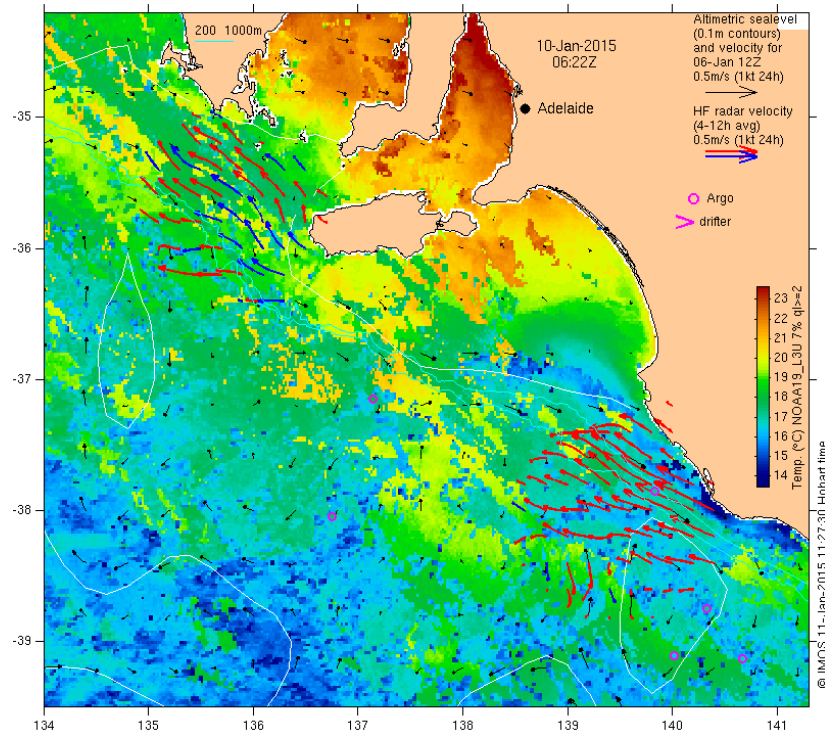 200 1000m
10-Jan-2015
06:22Z
Altimetric sealevel
(0.1m contours)
and velocity for
06-Jan 12Z
0.5m/s (1kt 24h)
HF radar velocity
(4-12h avg)
0.5m/s (1kt 24h)
Adelaide
Argo
drifter
-35
-36
-37
-38
-39
23
22
21
20
19
18
17
16
15
14
Temp. (°C) NOAA19_L3U 7% ql>=2
134
135
136
137
138
139
140
141
© IMOS 11-Jan-2015 11:27:30 Hobart time